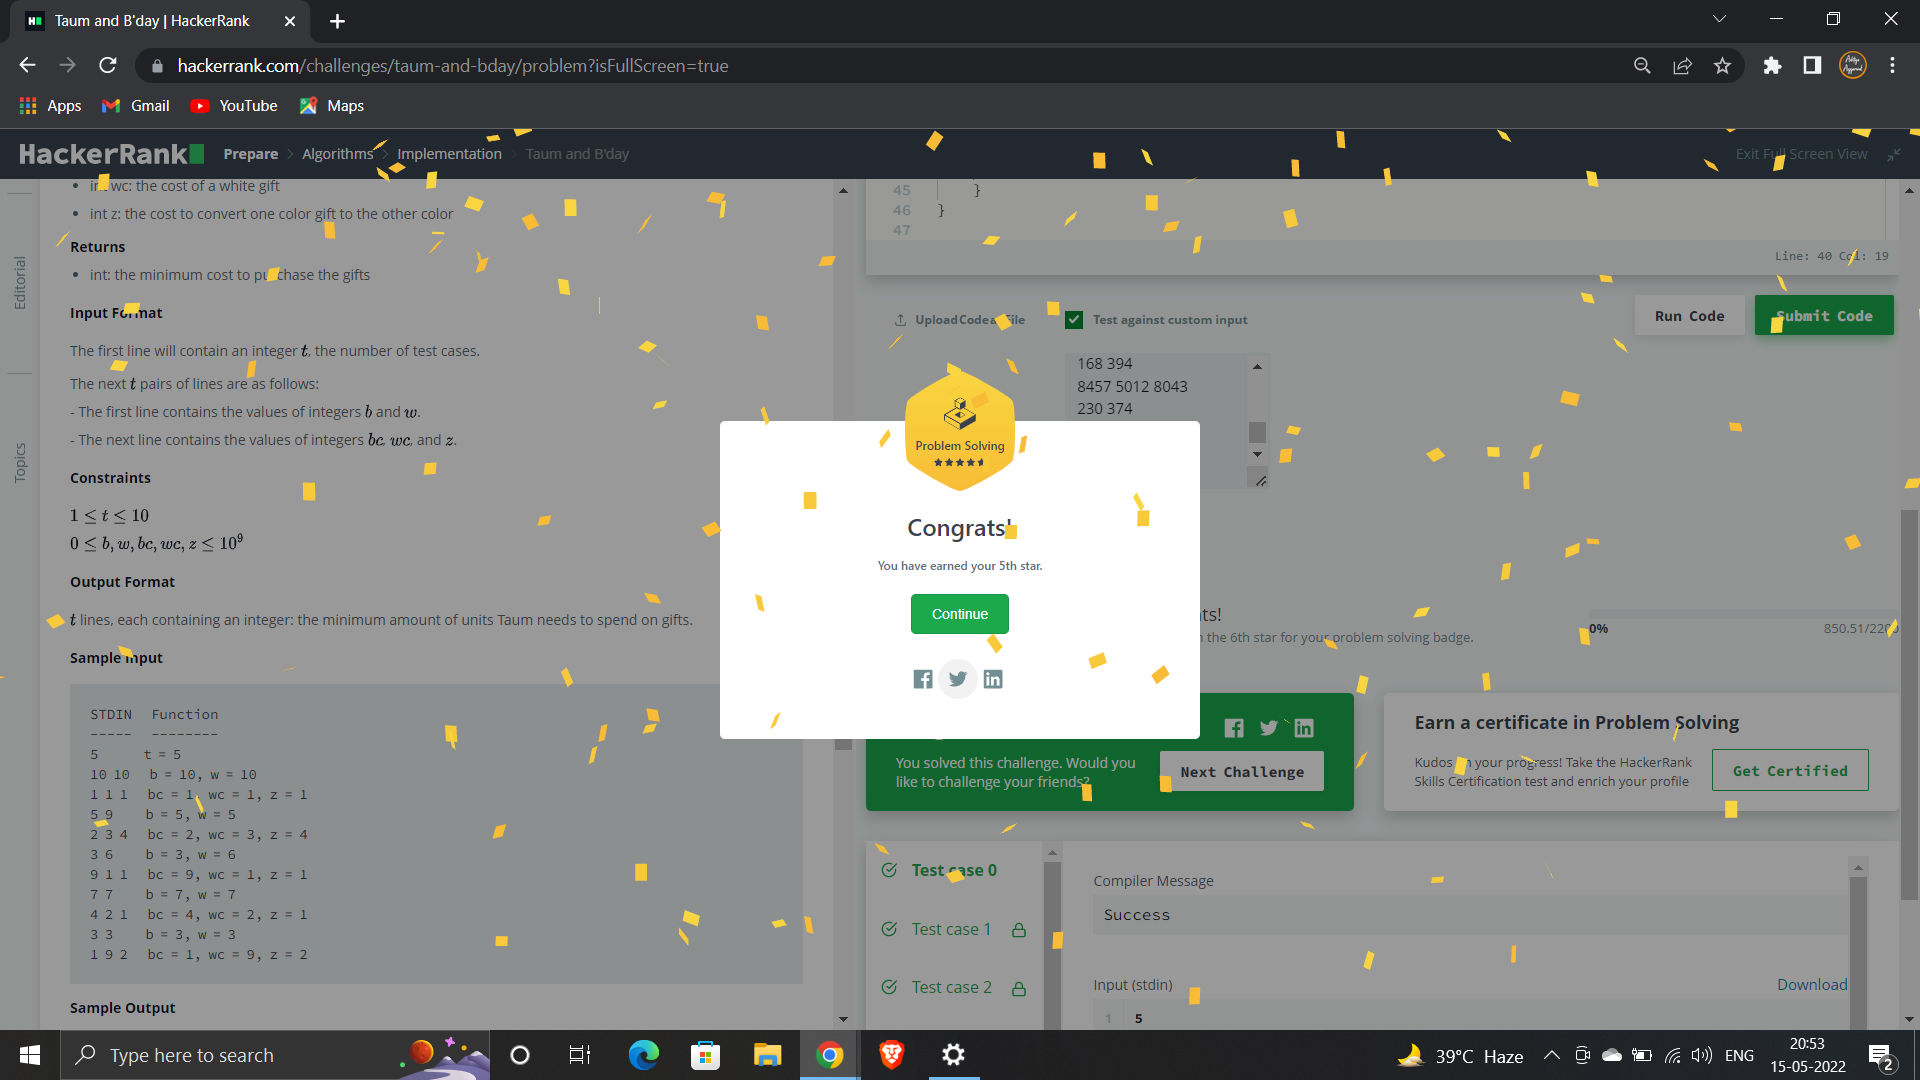 Taum and B'day | HackerRank
hackerrank.com/challenges/taum-and-bday/problem?isFullScreen=true
Apps Gmail YouTube Maps
HackerRank Prepare Algorithms Implementation Taum and B'day Exit Full Screen View
Editorial
Topics
int wc: the cost of a white gift
int z: the cost to convert one color gift to the other color
Returns
int: the minimum cost to purchase the gifts
Input Format
The first line will contain an integer t, the number of test cases.
The next t pairs of lines are as follows:
- The first line contains the values of integers b and w.
- The next line contains the values of integers bc, wc, and z.
Constraints
1 ≤ t ≤ 10
0 ≤ b, w, bc, wc, z ≤ 10⁹
Output Format
t lines, each containing an integer: the minimum amount of units Taum needs to spend on gifts.
Sample Input
STDIN Function
----- --------
5 t = 5
10 10 b = 10, w = 10
1 1 1 bc = 1, wc = 1, z = 1
5 9 b = 5, w = 5
2 3 4 bc = 2, wc = 3, z = 4
3 6 b = 3, w = 6
9 1 1 bc = 9, wc = 1, z = 1
7 7 b = 7, w = 7
4 2 1 bc = 4, wc = 2, z = 1
3 3 b = 3, w = 3
1 9 2 bc = 1, wc = 9, z = 2
Sample Output
45 }
46 }
47
Line: 40 Col: 19
Upload Code as File Test against custom input Run Code Submit Code
168 394
8457 5012 8043
230 374
Problem Solving
Congrats!
You have earned your 5th star.
Continue
ts!
the 6th star for your problem solving badge.
0% 850.51/2200
You solved this challenge. Would you
like to challenge your friends?
Next Challenge
Earn a certificate in Problem Solving
Kudos on your progress! Take the HackerRank
Skills Certification test and enrich your profile
Get Certified
Test case 0
Test case 1
Test case 2
Compiler Message
Success
Input (stdin) Download
1 5
Type here to search
39°C Haze ENG
20:53
15-05-2022
2